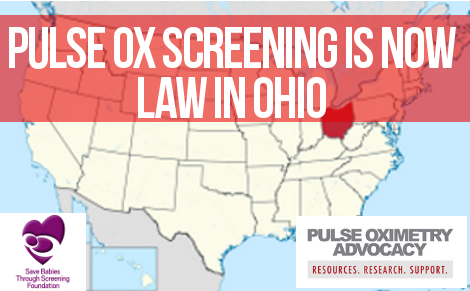 PULSE OX SCREENING IS NOW
LAW IN OHIO
Save Babies
Through Screening
Foundation
PULSE OXIMETRY
ADVOCACY
RESOURCES. RESEARCH. SUPPORT.